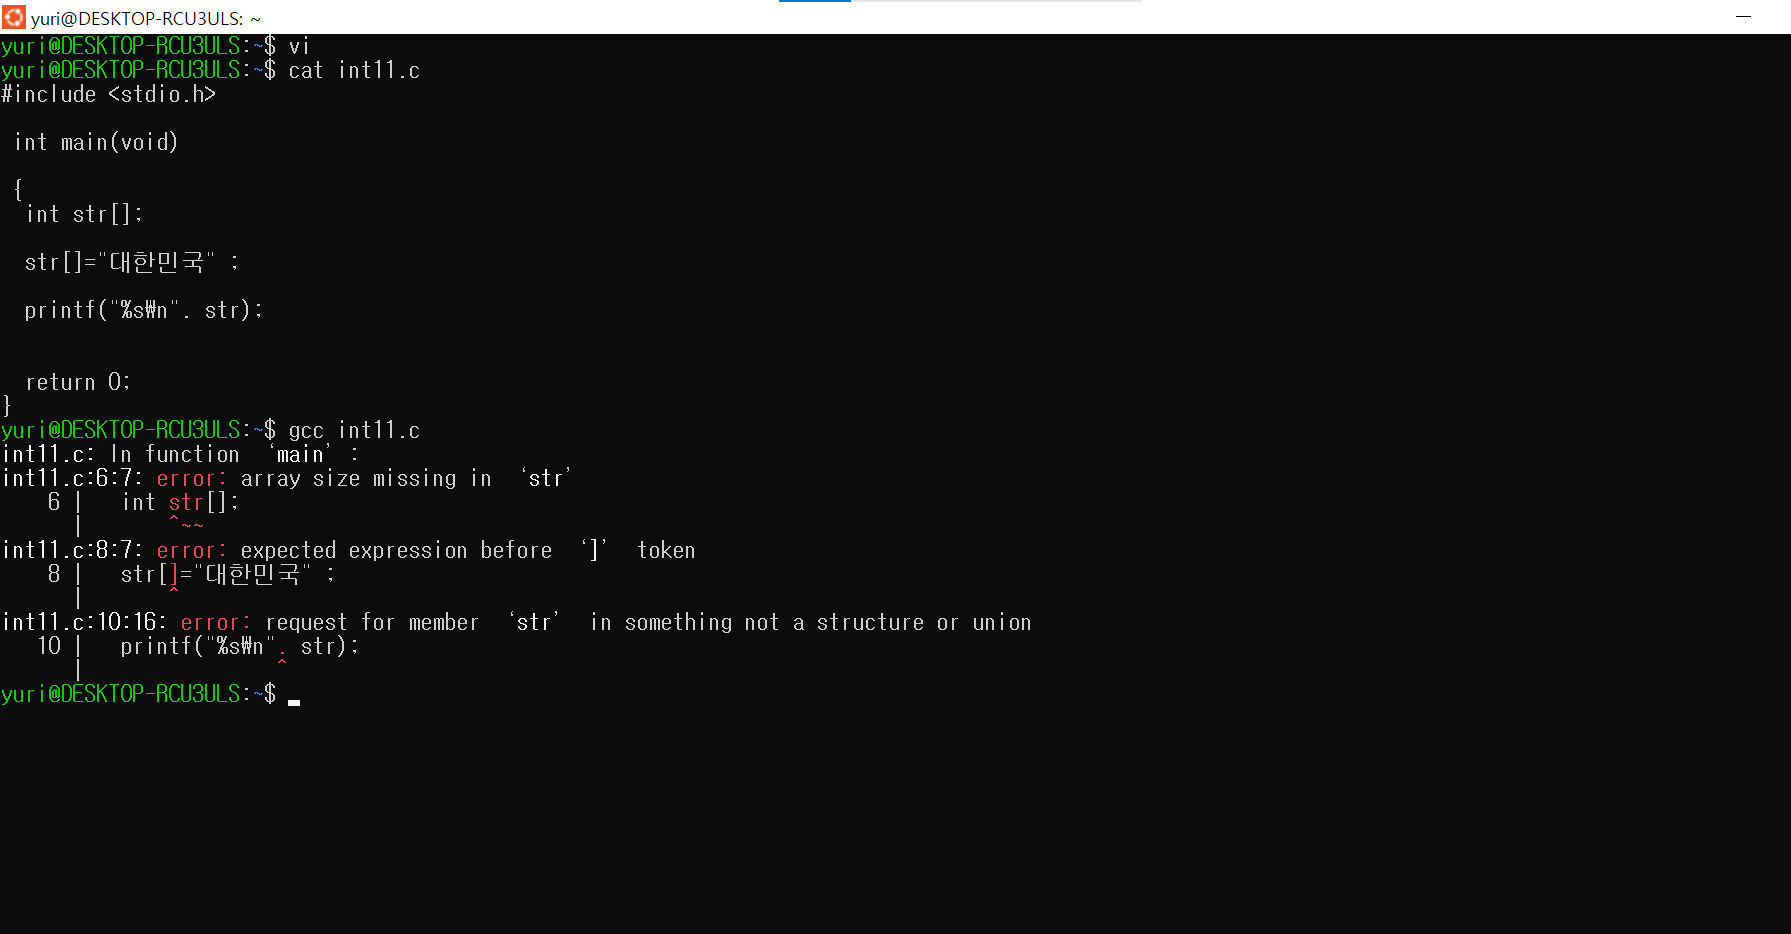 yuri@DESKTOP-RCU3ULS: ~
yuri@DESKTOP-RCU3ULS:~$ vi
yuri@DESKTOP-RCU3ULS:~$ cat int11.c
#include <stdio.h>
int main(void)
{
int str[];
str[]="대한민국" ;
printf("%s₩n". str);
return 0;
}
yuri@DESKTOP-RCU3ULS:~$ gcc int11.c
int11.c: In function ‘main’:
int11.c:6:7: error: array size missing in ‘str’
6 | int str[];
| ^~~
int11.c:8:7: error: expected expression before ‘]’ token
8 | str[]="대한민국" ;
| ^
int11.c:10:16: error: request for member ‘str’ in something not a structure or union
10 | printf("%s₩n". str);
| ^
yuri@DESKTOP-RCU3ULS:~$